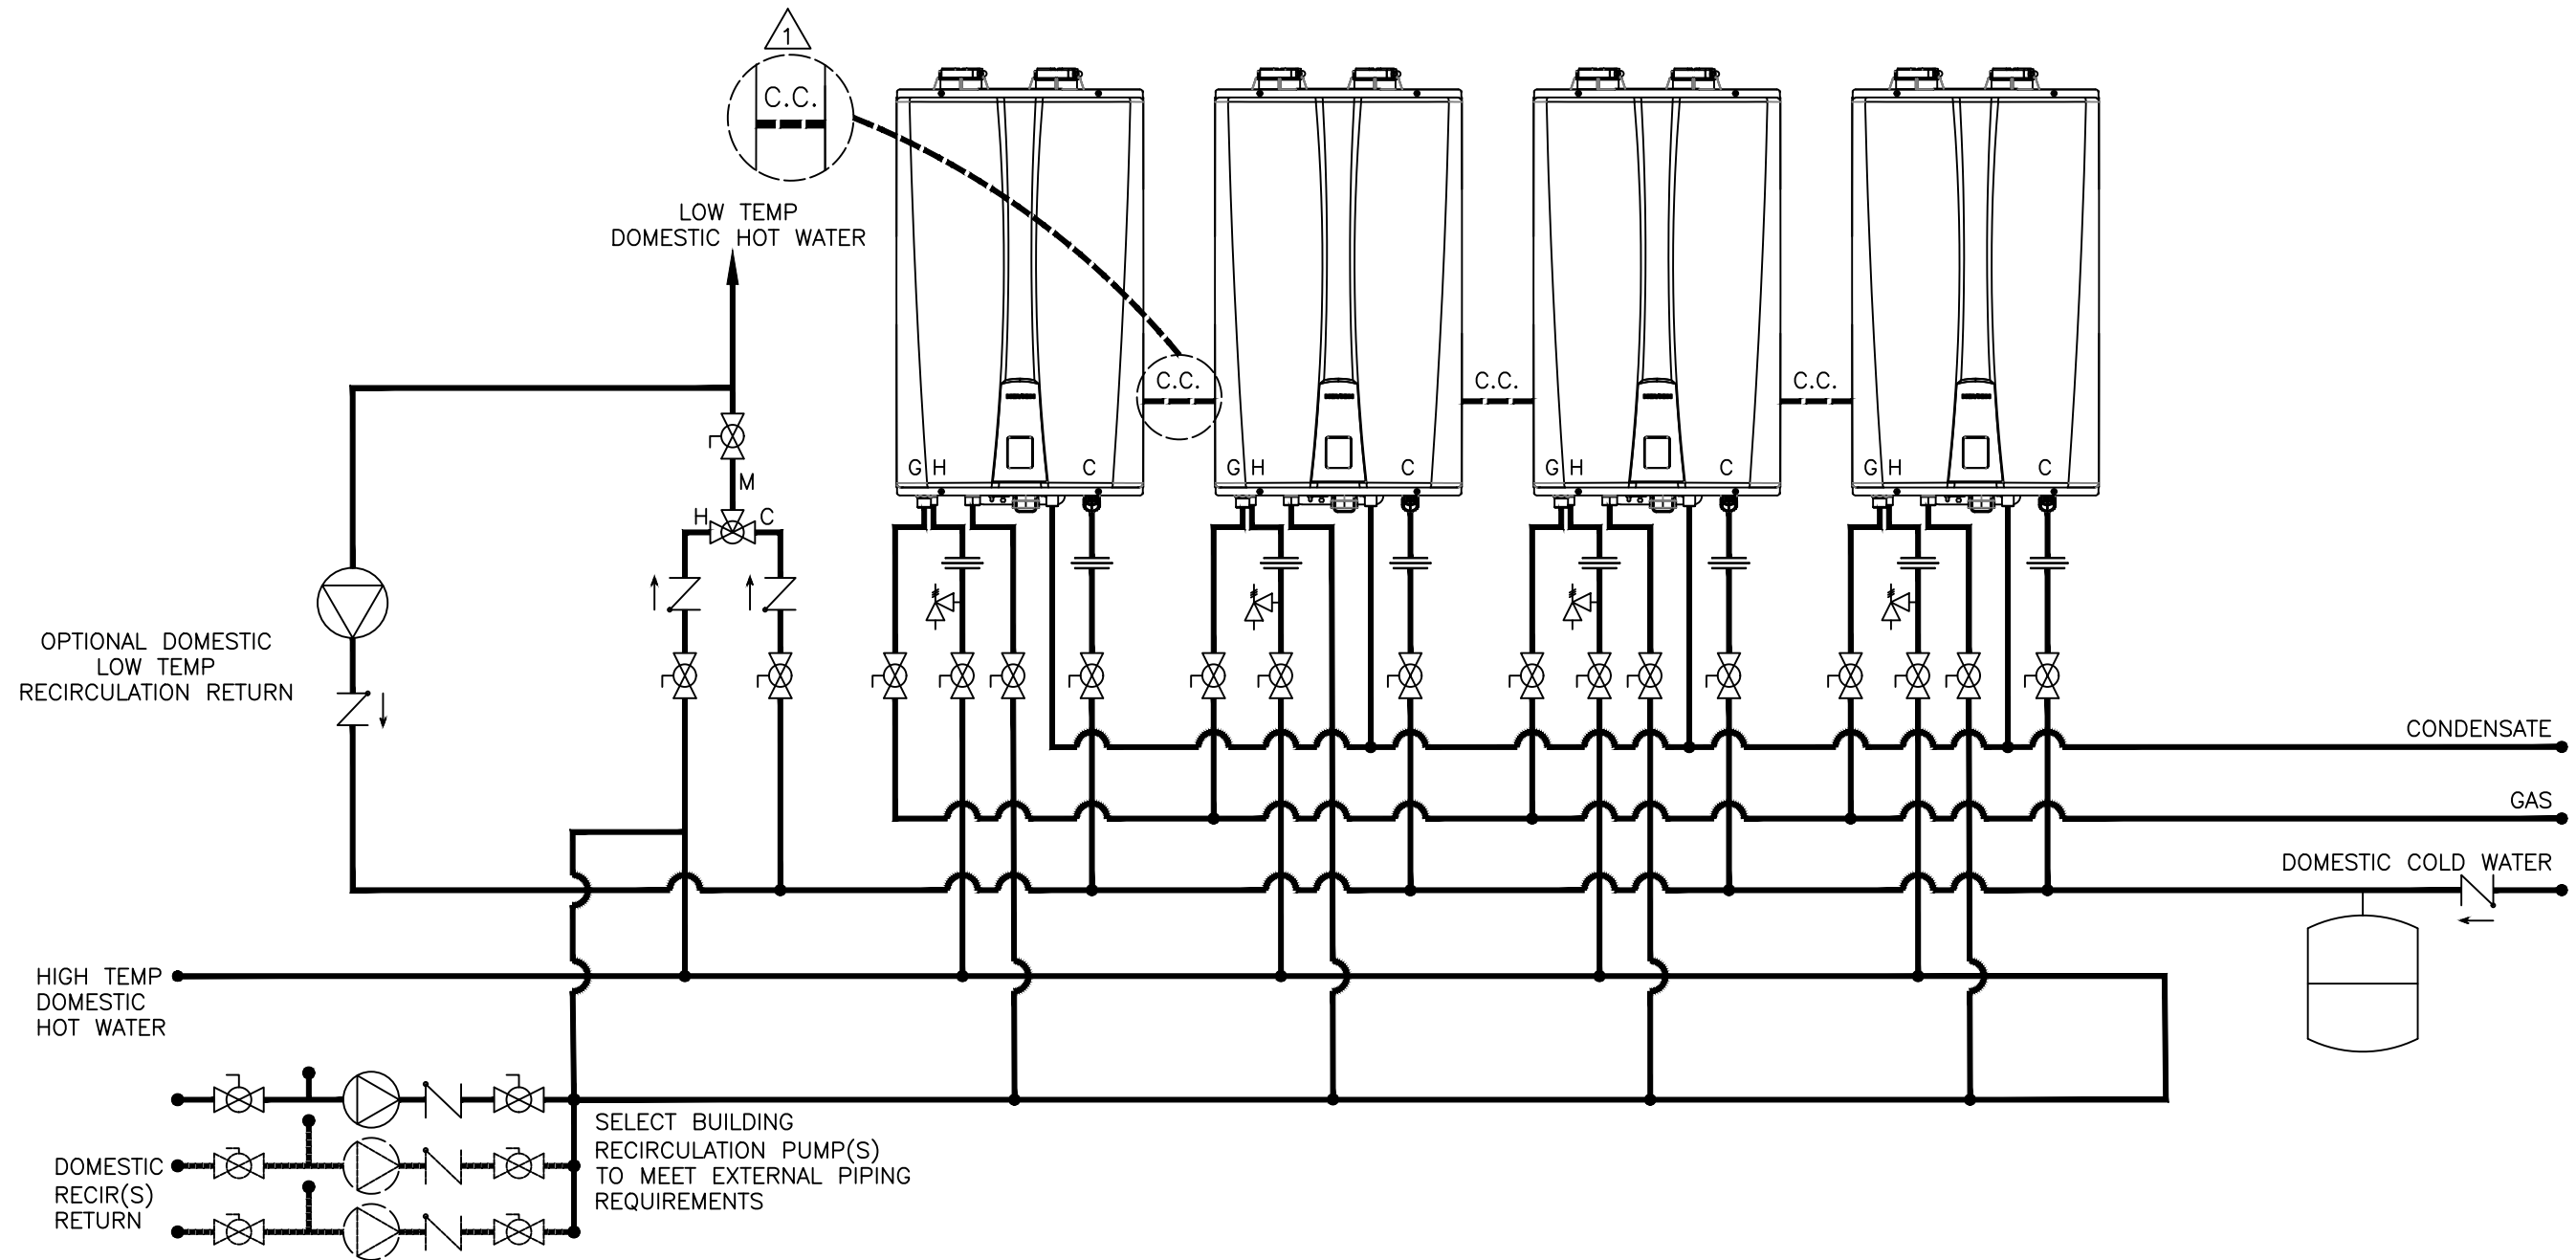 1
C.C.
LOW TEMP
DOMESTIC HOT WATER
C.C.
C.C.
C.C.
G H C
G H C
G H C
G H C
M
H C
OPTIONAL DOMESTIC
LOW TEMP
RECIRCULATION RETURN
CONDENSATE
GAS
DOMESTIC COLD WATER
HIGH TEMP
DOMESTIC
HOT WATER
SELECT BUILDING
RECIRCULATION PUMP(S)
TO MEET EXTERNAL PIPING
REQUIREMENTS
DOMESTIC
RECIR(S)
RETURN